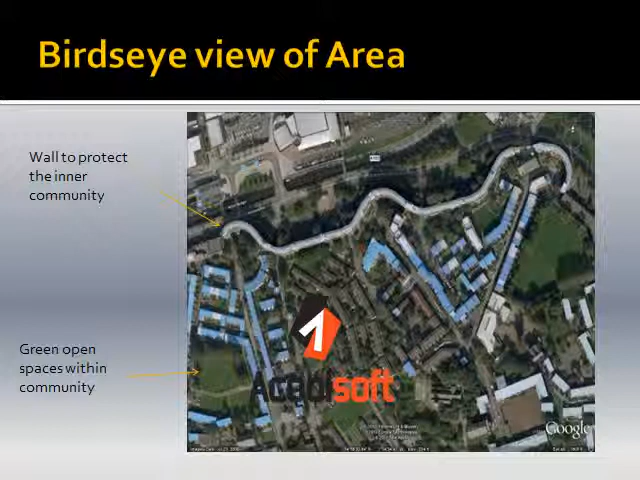 Birdseye view of Area
Wall to protect
the inner
community
Green open
spaces within
community
Google